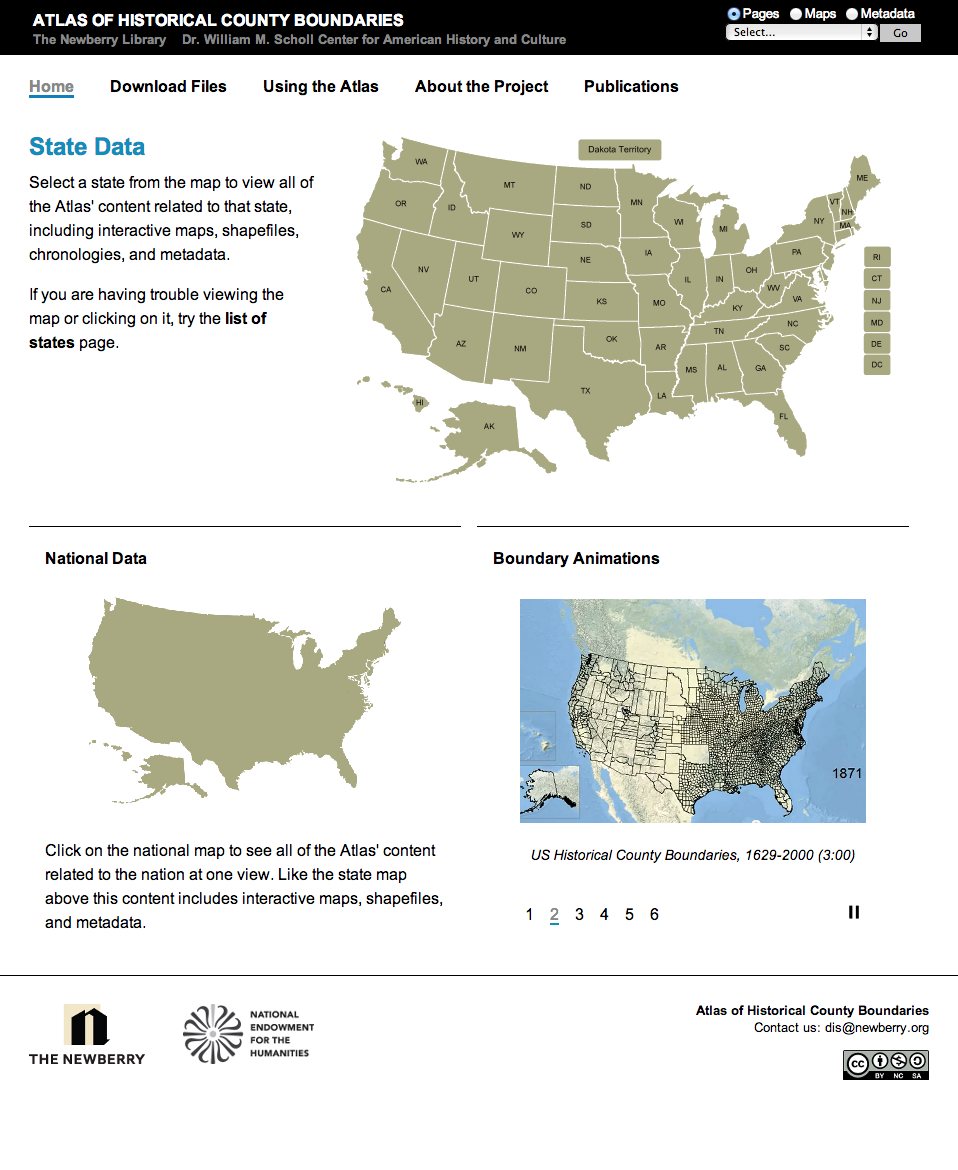 ATLAS OF HISTORICAL COUNTY BOUNDARIES
The Newberry Library Dr. William M. Scholl Center for American History and Culture
Pages Maps Metadata
Select... Go
Home Download Files Using the Atlas About the Project Publications
State Data
Select a state from the map to view all of
the Atlas' content related to that state,
including interactive maps, shapefiles,
chronologies, and metadata.
If you are having trouble viewing the
map or clicking on it, try the list of
states page.
Dakota Territory
WA
MT
ND
MN
ME
OR
ID
SD
WI
MI
VT
NH
NY
MA
WY
IA
PA
RI
NE
NV
UT
CO
IL
IN
OH
WV
CT
CA
KS
MO
KY
VA
NJ
NC
MD
AZ
NM
OK
AR
TN
SC
DE
MS
AL
GA
DC
TX
LA
HI
AK
FL
National Data
Click on the national map to see all of the Atlas' content
related to the nation at one view. Like the state map
above this content includes interactive maps, shapefiles,
and metadata.
Boundary Animations
1871
US Historical County Boundaries, 1629-2000 (3:00)
1 2 3 4 5 6
n
THE NEWBERRY
NATIONAL
ENDOWMENT
FOR THE
HUMANITIES
Atlas of Historical County Boundaries
Contact us: dis@newberry.org
cc
BY NC SA